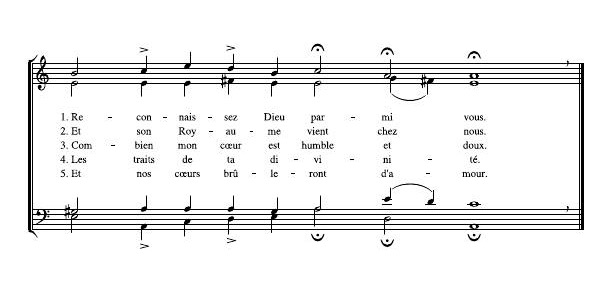 1. Re - con - nais - sez Dieu par - mi vous.
2. Et son Roy - au - me vient chez nous.
3. Com - bien mon cœur est humble et doux.
4. Les traits de ta di - vi - ni - té.
5. Et nos cœurs brû - le - ront d'a - mour.